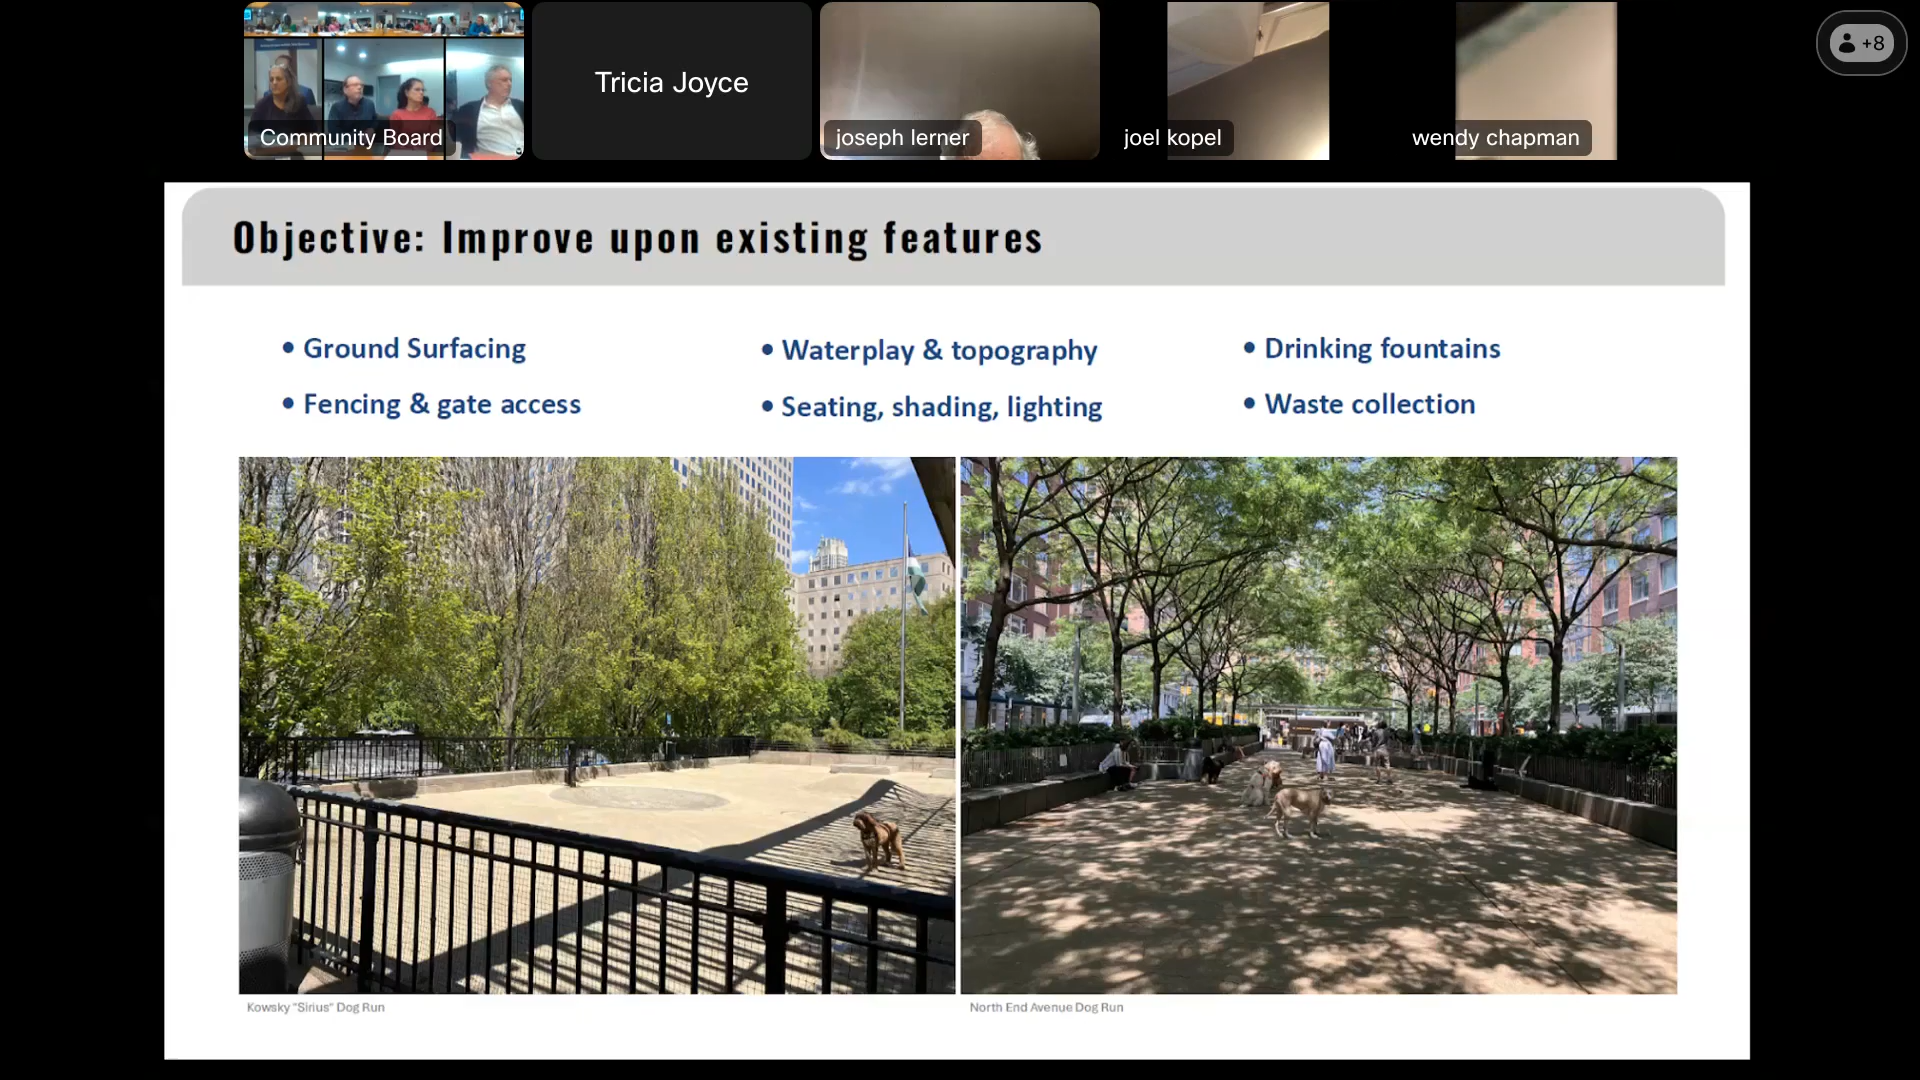 Community Board
Tricia Joyce
joseph lerner
joel kopel
wendy chapman
+8
Objective: Improve upon existing features
• Ground Surfacing
• Fencing & gate access
• Waterplay & topography
• Seating, shading, lighting
• Drinking fountains
• Waste collection
Kowsky "Sirius" Dog Run
North End Avenue Dog Run